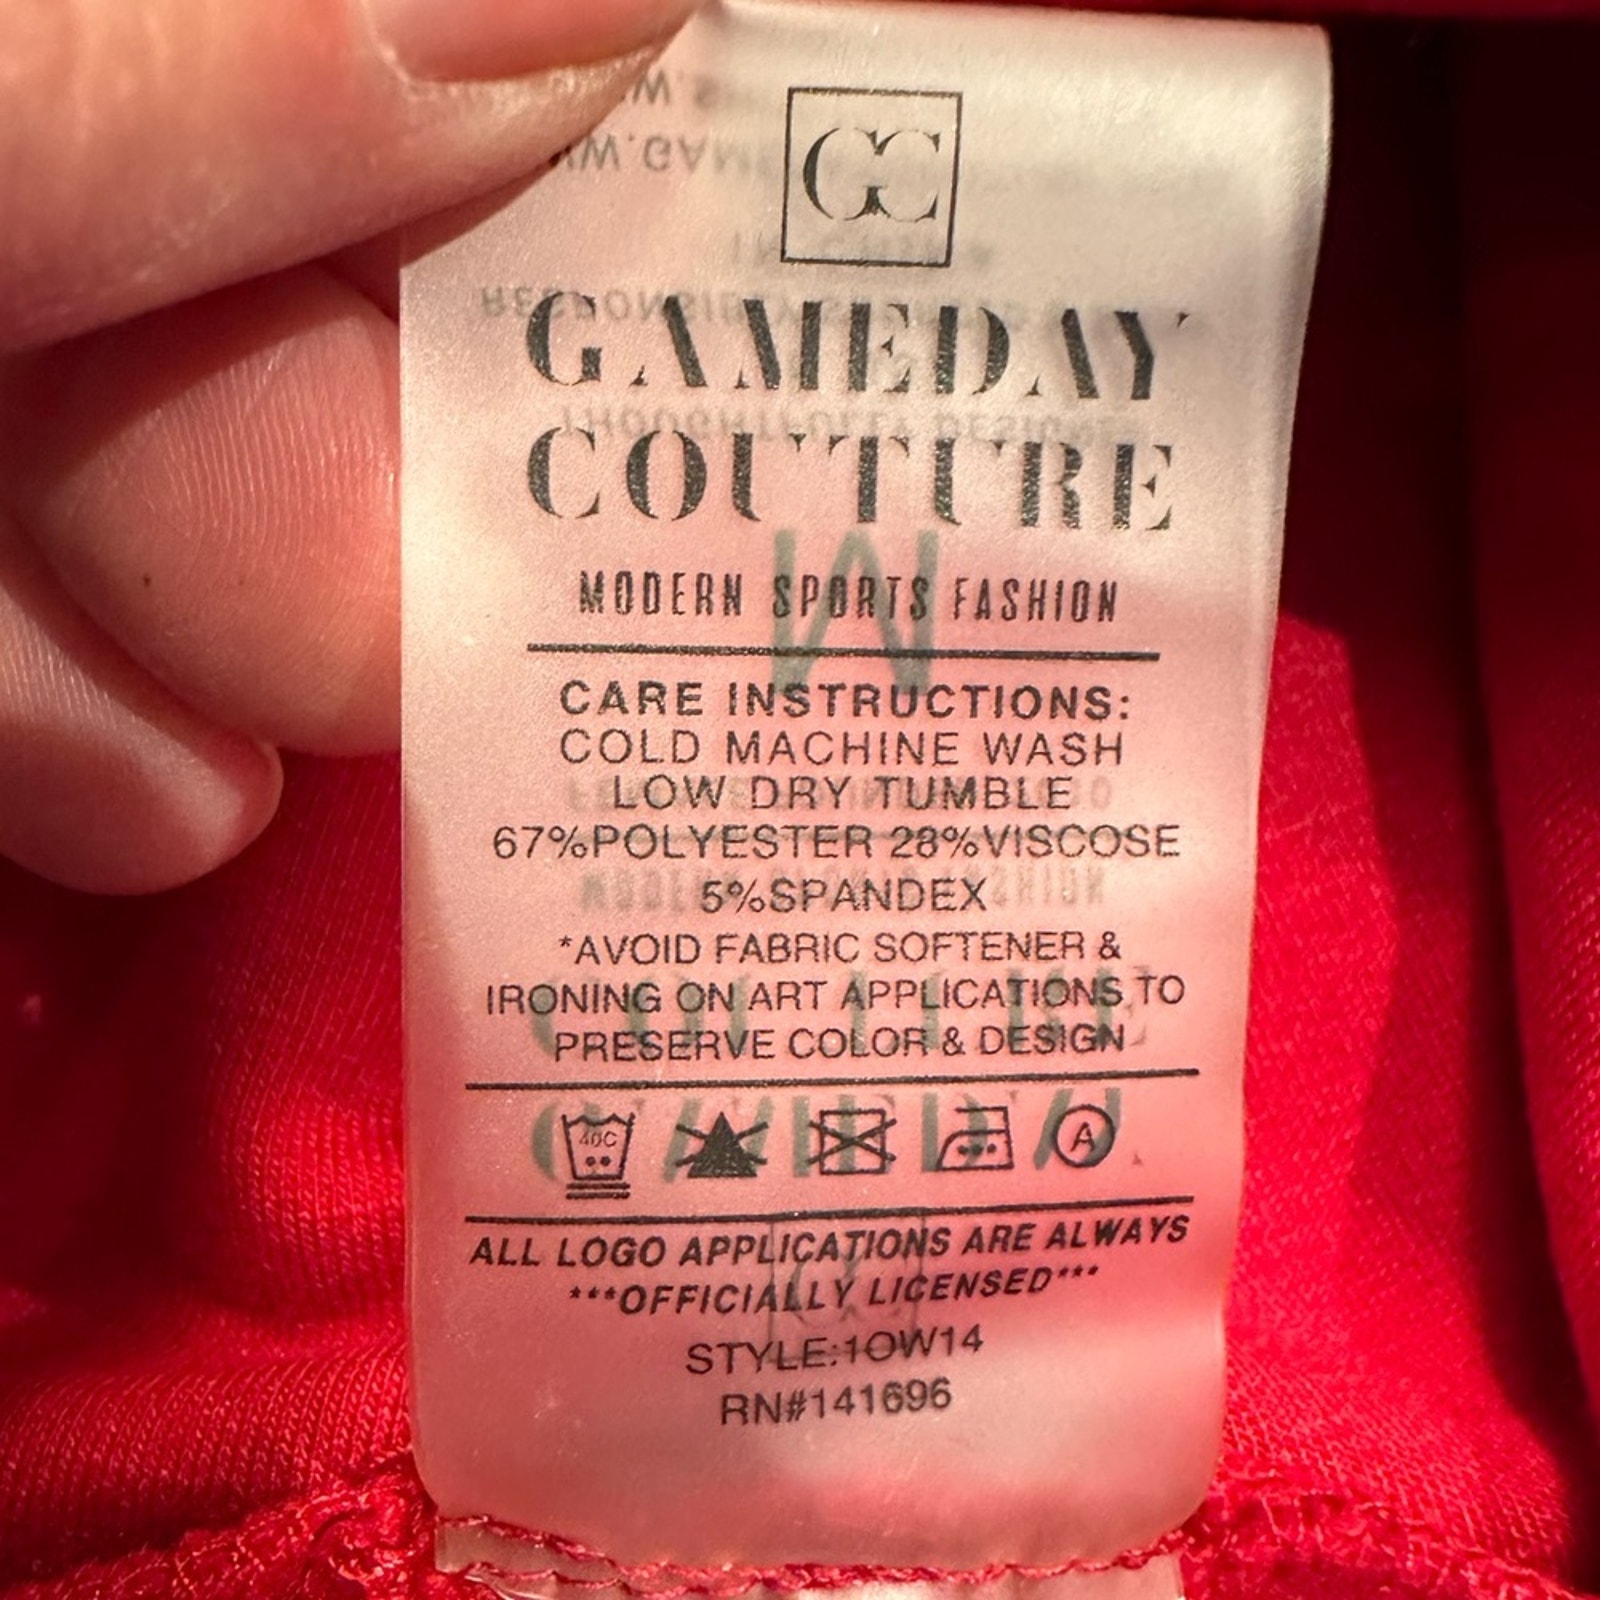 GC
GAMEDAY
COUTURE
MODERN SPORTS FASHION
CARE INSTRUCTIONS:
COLD MACHINE WASH
LOW DRY TUMBLE
67%POLYESTER 28%VISCOSE
5%SPANDEX
*AVOID FABRIC SOFTENER &
IRONING ON ART APPLICATIONS TO
PRESERVE COLOR & DESIGN
40C
A
ALL LOGO APPLICATIONS ARE ALWAYS
***OFFICIALLY LICENSED***
STYLE:1OW14
RN#141696
M